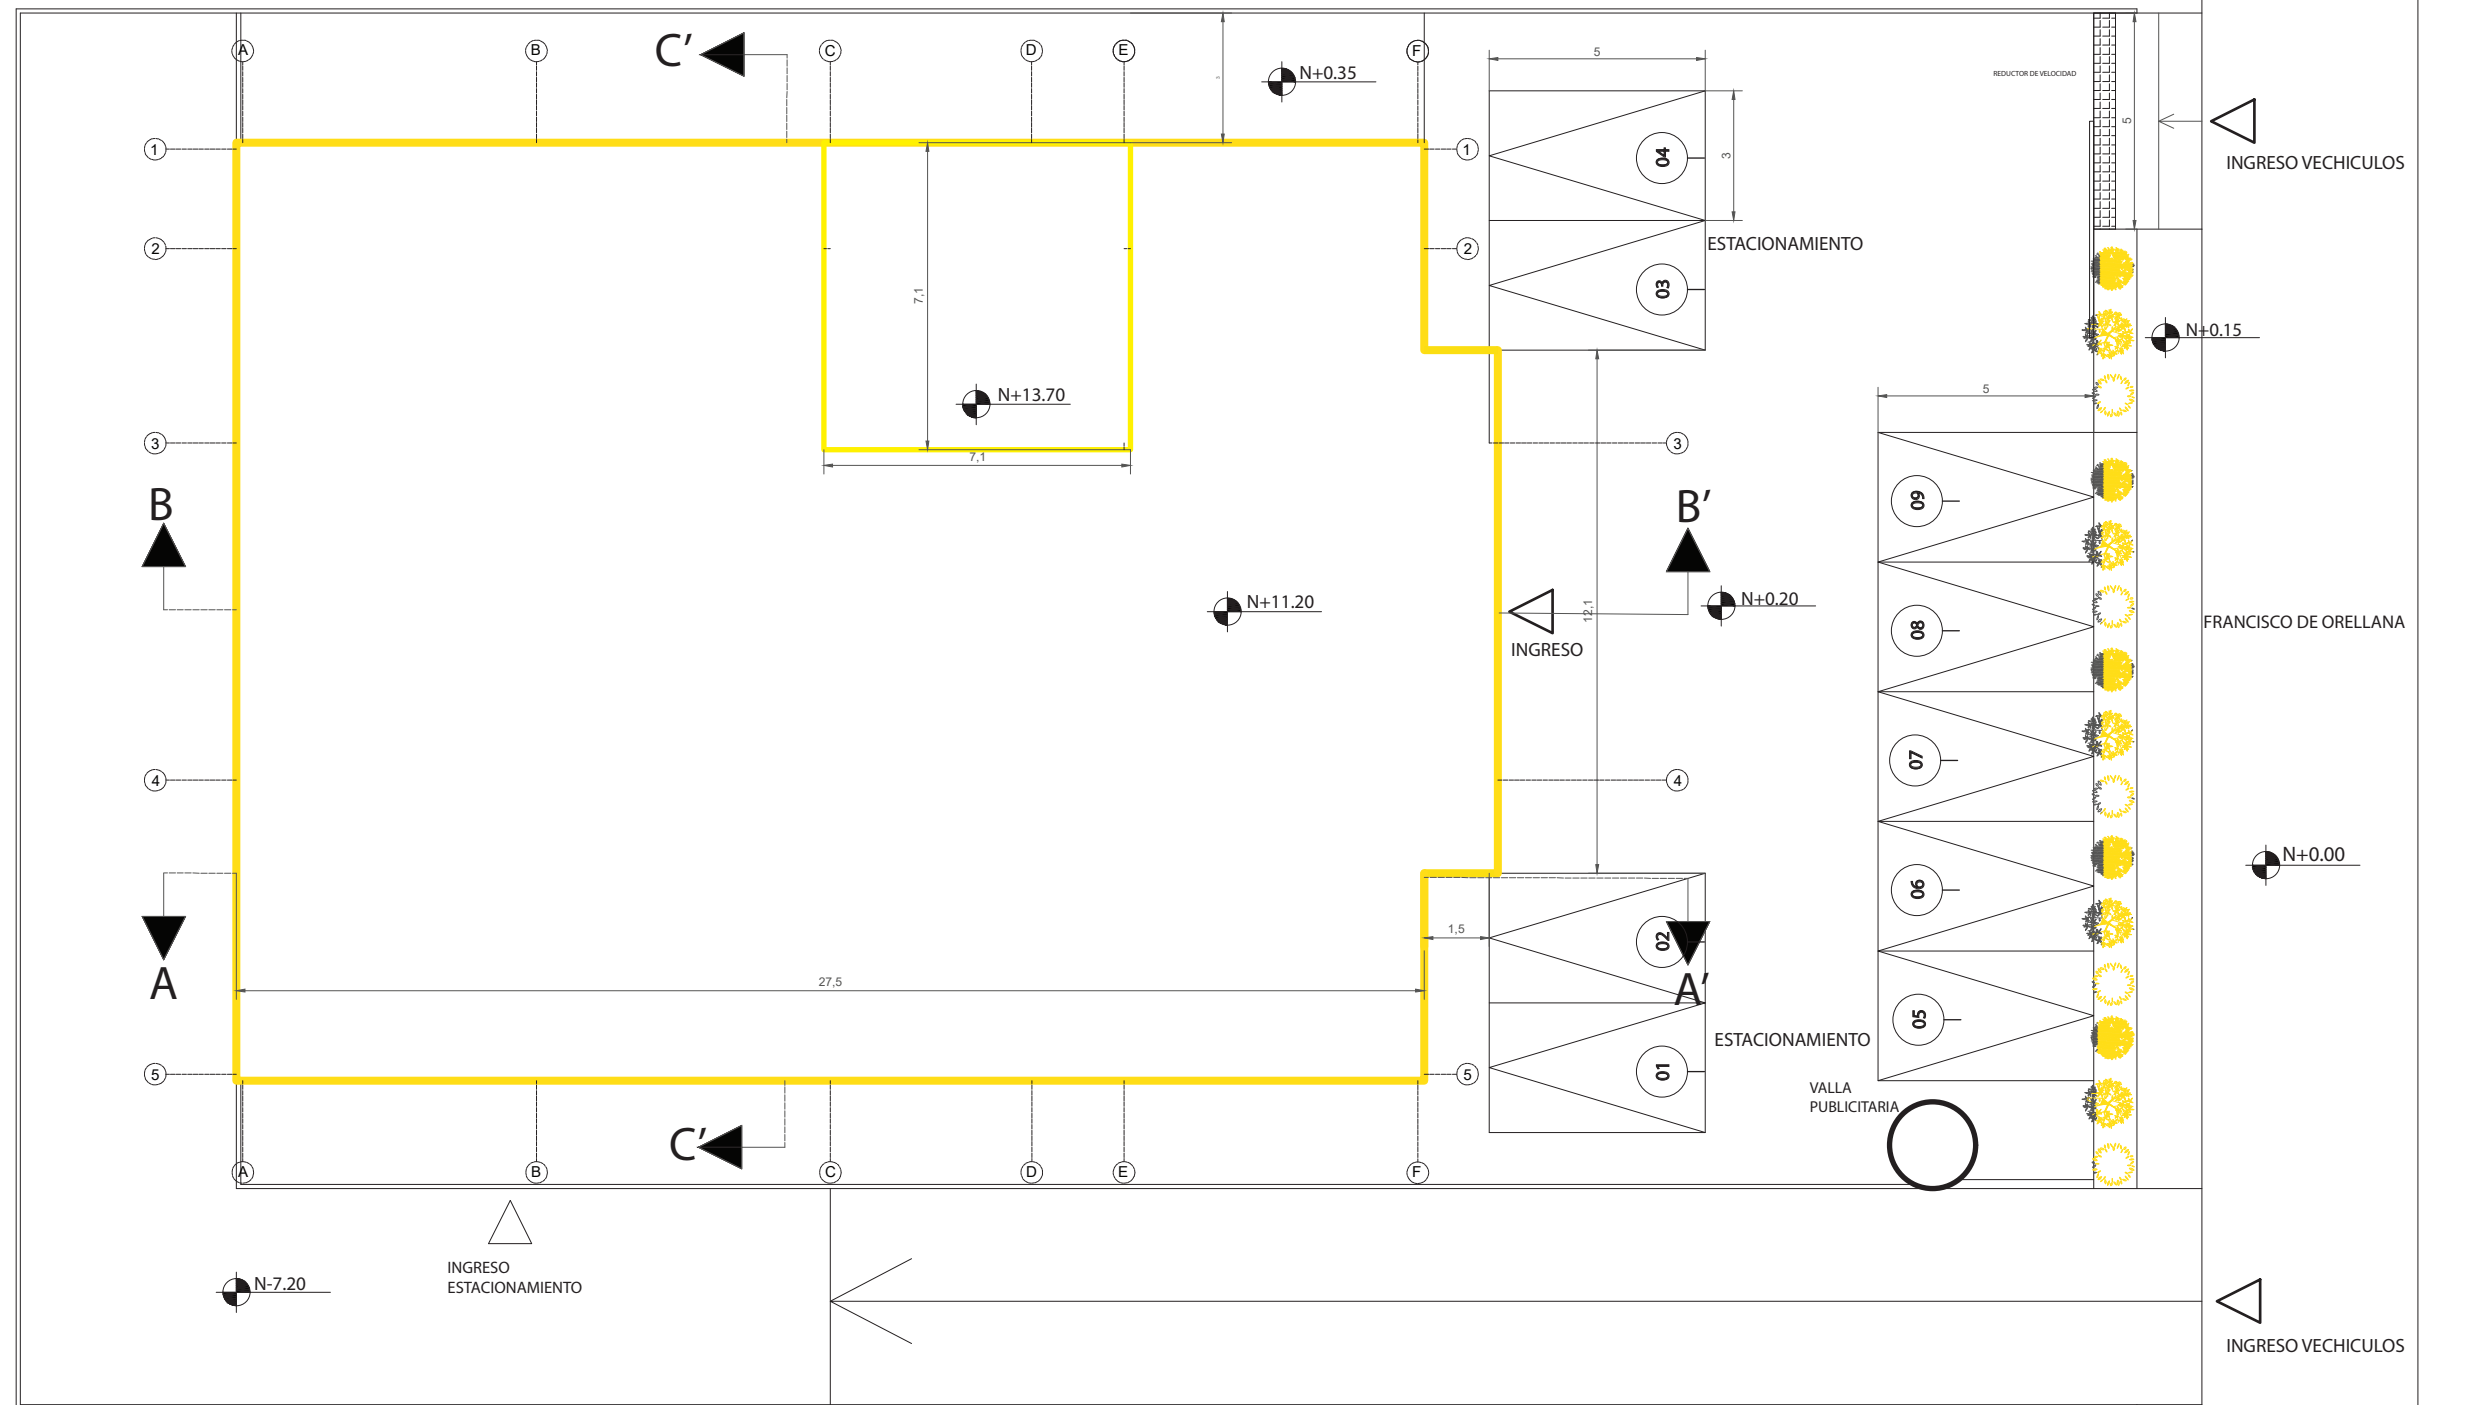 A
B
C'
C
D
E
F
N+0.35
5
REDUCTOR DE VELOCIDAD
5
INGRESO VECHICULOS
1
1
04
3
2
2
ESTACIONAMIENTO
03
7,1
N+0.15
N+13.70
5
3
7,1
3
B
B'
09
N+11.20
12,1
N+0.20
INGRESO
08
FRANCISCO DE ORELLANA
07
4
4
N+0.00
06
A
1,5
02
A'
27,5
05
ESTACIONAMIENTO
5
5
01
VALLA
PUBLICITARIA
C'
A
B
C
D
E
F
INGRESO
ESTACIONAMIENTO
N-7.20
INGRESO VECHICULOS